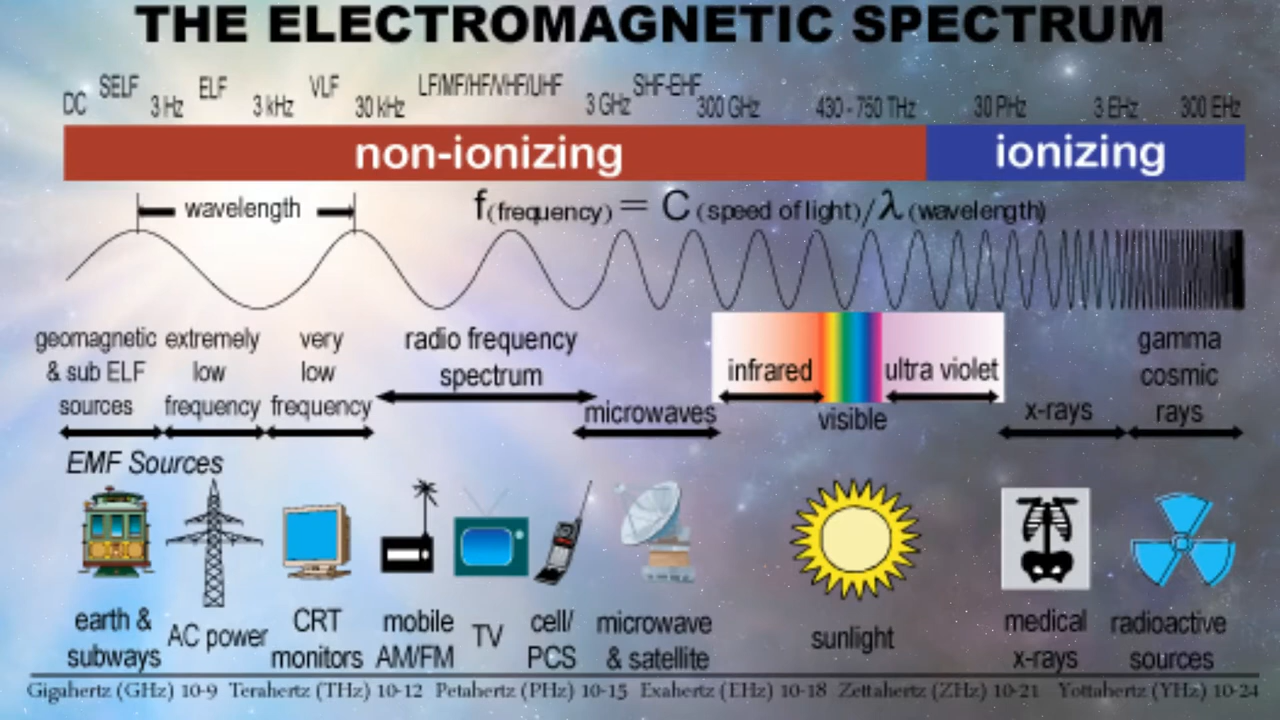 THE ELECTROMAGNETIC SPECTRUM
SELF ELF VLF LF/MF/HF/VHF/UHF SHF-EHF
DC 3 Hz 3 kHz 30 kHz 3 GHz 300 GHz 430 - 750 THz 30 PHz 3 EHz 300 EHz
non-ionizing ionizing
wavelength f(frequency) = C (speed of light)/λ (wavelength)
geomagnetic extremely very radio frequency gamma
& sub ELF low low spectrum infrared ultra violet cosmic
sources frequency frequency microwaves visible x-rays rays
EMF Sources
earth & AC power CRT mobile TV cell/ microwave sunlight medical radioactive
subways monitors AM/FM PCS & satellite x-rays sources
Gigahertz (GHz) 10-9 Terahertz (THz) 10-12 Petahertz (PHz) 10-15 Exahertz (EHz) 10-18 Zettahertz (ZHz) 10-21 Yottahertz (YHz) 10-24